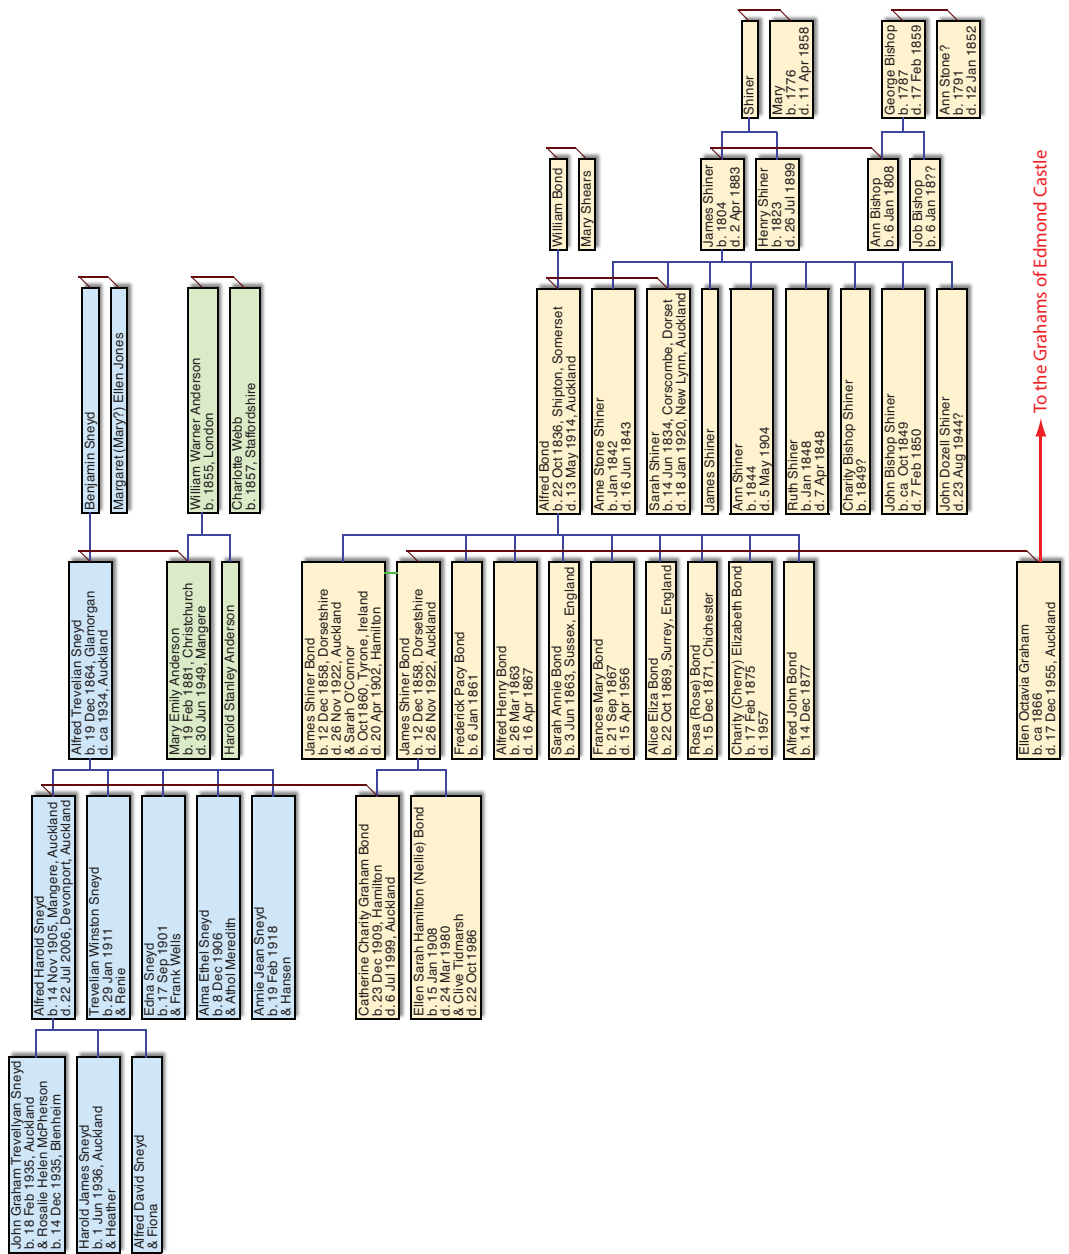 John Graham Trevellyan Sneyd
b. 18 Feb 1935, Auckland
& Rosalie Helen McPherson
b. 14 Dec 1935, Blenheim
Harold James Sneyd
b. 1 Jun 1936, Auckland
& Heather
Alfred David Sneyd
& Fiona
Alfred Harold Sneyd
b. 14 Nov 1905, Mangere, Auckland
d. 22 Jul 2006, Devonport, Auckland
Trevelian Winston Sneyd
b. 29 Jan 1911
& Renie
Edna Sneyd
b. 17 Sep 1901
& Frank Wells
Alma Ethel Sneyd
b. 8 Dec 1906
& Athol Meredith
Annie Jean Sneyd
b. 19 Feb 1918
& Hansen
Catherine Charity Graham Bond
b. 23 Dec 1909, Hamilton
d. 6 Jul 1999, Auckland
Ellen Sarah Hamilton (Nellie) Bond
b. 15 Jan 1908
d. 24 Mar 1980
& Clive Tidmarsh
d. 22 Oct 1986
Alfred Trevelian Sneyd
b. 19 Dec 1864, Glamorgan
d. ca 1934, Auckland
Mary Emily Anderson
b. 19 Feb 1881, Christchurch
d. 30 Jun 1949, Mangere
Harold Stanley Anderson
James Shiner Bond
b. 12 Dec 1858, Dorsetshire
d. 26 Nov 1922, Auckland
& Sarah O'Connor
b. Oct 1860, Tyrone, Ireland
d. 20 Apr 1902, Hamilton
James Shiner Bond
b. 12 Dec 1858, Dorsetshire
d. 26 Nov 1922, Auckland
Frederick Pacy Bond
b. 6 Jan 1861
Alfred Henry Bond
b. 26 Mar 1863
d. 16 Apr 1867
Sarah Annie Bond
b. 3 Jun 1863, Sussex, England
Frances Mary Bond
b. 21 Sep 1867
d. 15 Apr 1956
Alice Eliza Bond
b. 22 Oct 1869, Surrey, England
Rosa (Rose) Bond
b. 15 Dec 1871, Chichester
Charity (Cherry) Elizabeth Bond
b. 17 Feb 1875
d. 1957
Alfred John Bond
b. 14 Dec 1877
Ellen Octavia Graham
b. ca 1866
d. 17 Dec 1955, Auckland
Benjamin Sneyd
Margaret (Mary?) Ellen Jones
William Warner Anderson
b. 1855, London
Charlotte Webb
b. 1857, Staffordshire
Alfred Bond
b. 22 Oct 1836, Shipton, Somerset
d. 13 May 1914, Auckland
Anne Stone Shiner
b. Jan 1842
d. 16 Jun 1843
Sarah Shiner
b. 14 Jun 1834, Corscombe, Dorset
d. 18 Jan 1920, New Lynn, Auckland
James Shiner
Ann Shiner
b. 1844
d. 5 May 1904
Ruth Shiner
b. Jan 1848
d. 7 Apr 1848
Charity Bishop Shiner
b. 1849?
John Bishop Shiner
b. ca Oct 1849
d. 7 Feb 1850
John Dozell Shiner
d. 23 Aug 1944?
To the Grahams of Edmond Castle
William Bond
Mary Shears
James Shiner
b. 1804
d. 2 Apr 1883
Henry Shiner
b. 1823
d. 26 Jul 1899
Ann Bishop
b. 6 Jan 1808
Job Bishop
b. 6 Jan 18??
Shiner
Mary
b. 1776
d. 11 Apr 1858
George Bishop
b. 1787
d. 17 Feb 1859
Ann Stone?
b. 1791
d. 12 Jan 1852